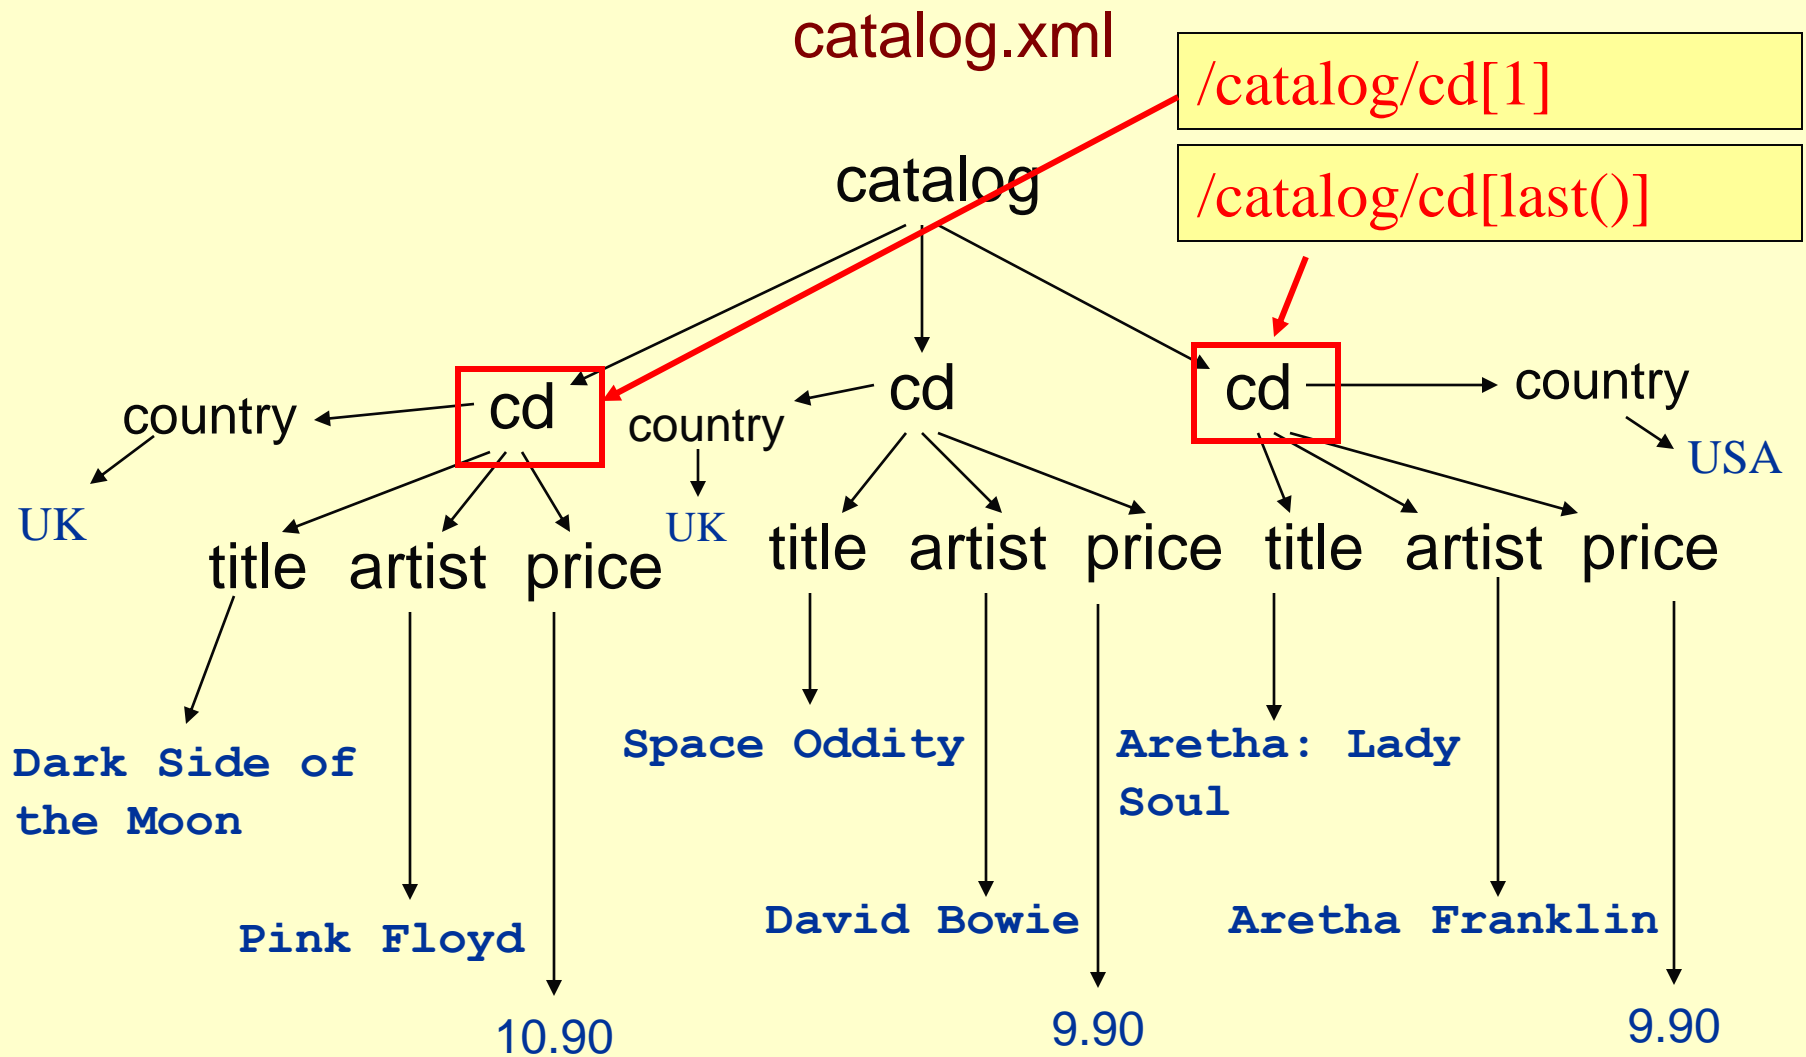 catalog.xml
/catalog/cd[1]
/catalog/cd[last()]
catalog
country
cd
country
cd
cd
country
UK
UK
USA
title artist price
title artist price
title artist price
Dark Side of
the Moon
Space Oddity
Aretha: Lady
Soul
Pink Floyd
David Bowie
Aretha Franklin
10.90
9.90
9.90